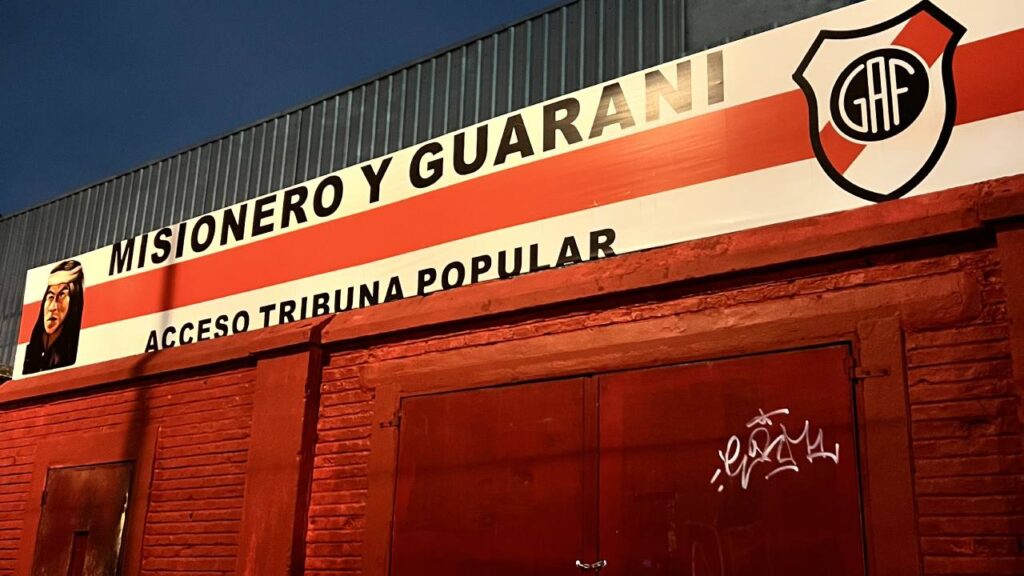 MISIONERO Y GUARANI
GAF
ACCESO TRIBUNA POPULAR